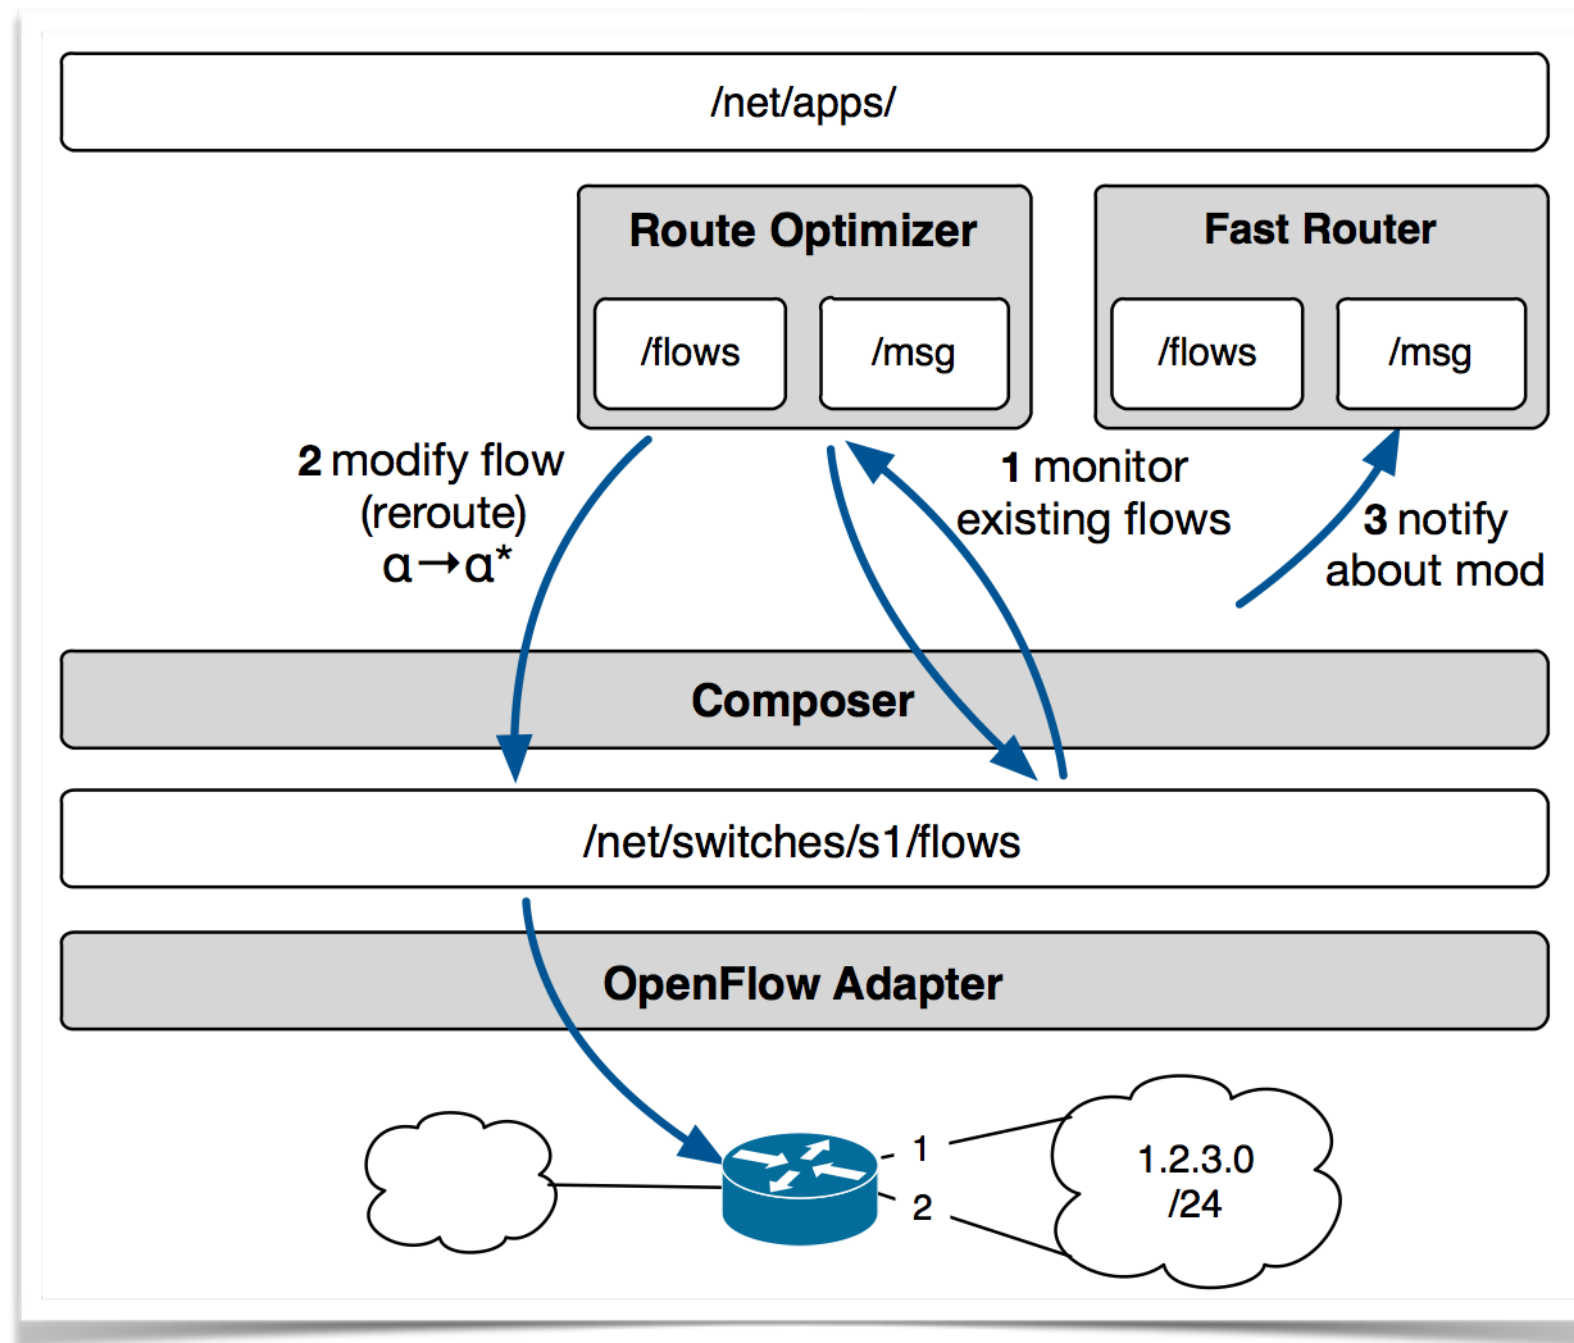 /net/apps/
Route Optimizer
Fast Router
/flows
/msg
/flows
/msg
2 modify flow
(reroute)
α→α*
1 monitor
existing flows
3 notify
about mod
Composer
/net/switches/s1/flows
OpenFlow Adapter
1
2
1.2.3.0
/24